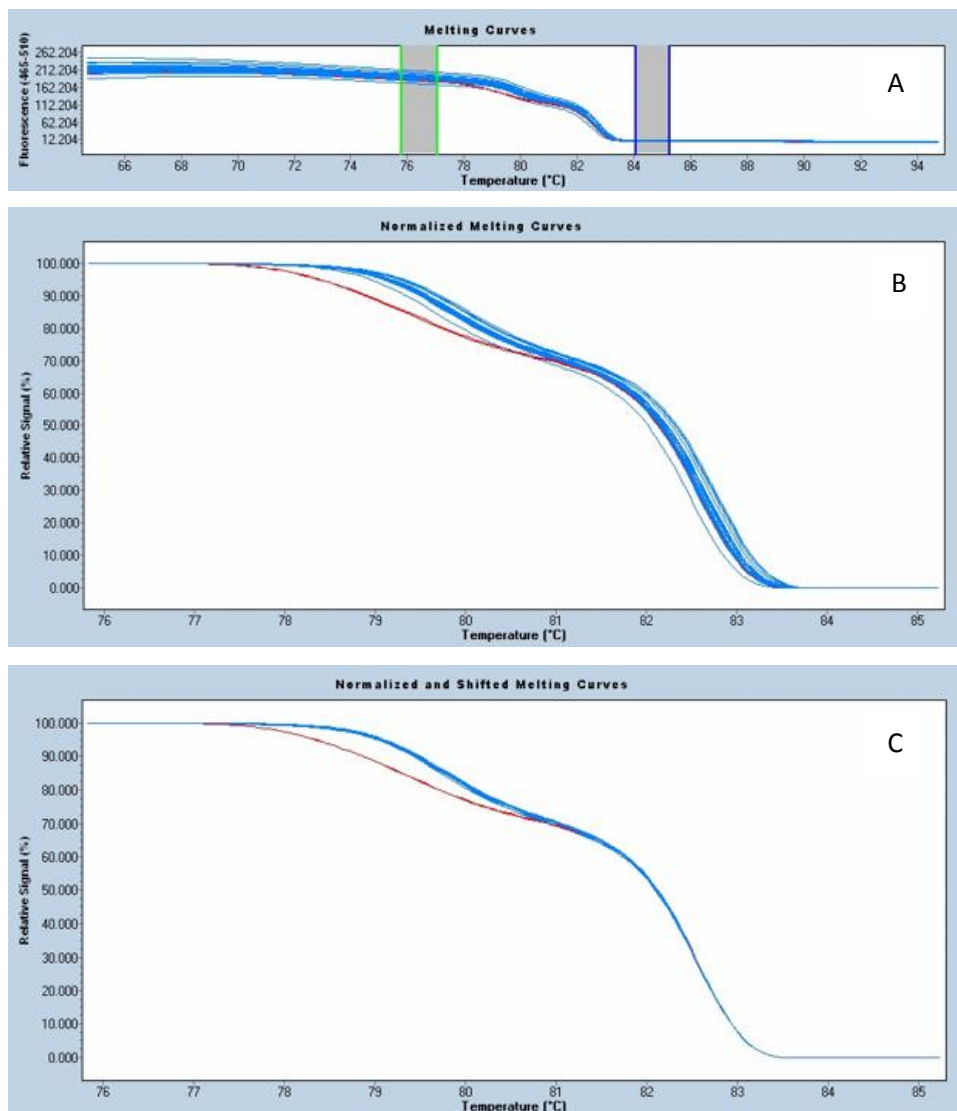 Melting Curves
A
Fluorescence (465-510)
262.204
212.204
162.204
112.204
62.204
12.204
66 68 70 72 74 76 78 80 82 84 86 88 90 92 94
Temperature (°C)
Normalized Melting Curves
B
Relative Signal (%)
100.000
90.000
80.000
70.000
60.000
50.000
40.000
30.000
20.000
10.000
0.000
76 77 78 79 80 81 82 83 84 85
Temperature (°C)
Normalized and Shifted Melting Curves
C
Relative Signal (%)
100.000
90.000
80.000
70.000
60.000
50.000
40.000
30.000
20.000
10.000
0.000
76 77 78 79 80 81 82 83 84 85
Temperature (°C)